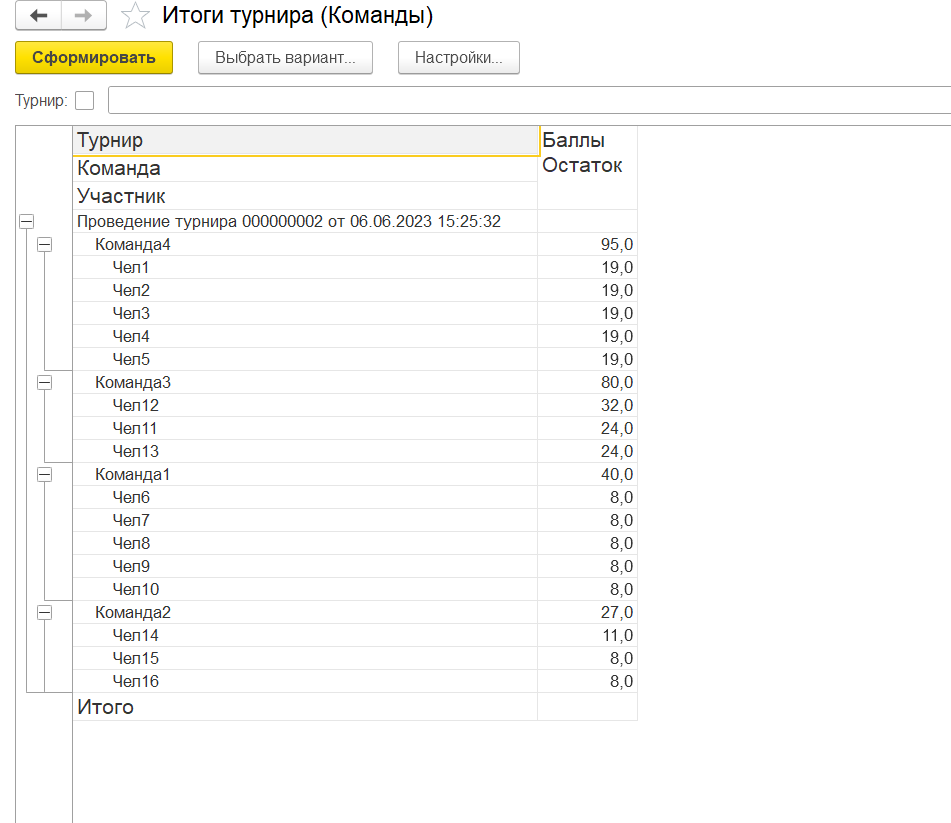 Итоги турнира (Команды)
Сформировать Выбрать вариант... Настройки...
Турнир:
Турнир Баллы Остаток
Команда
Участник
Проведение турнира 000000002 от 06.06.2023 15:25:32
Команда4 95,0
Чел1 19,0
Чел2 19,0
Чел3 19,0
Чел4 19,0
Чел5 19,0
Команда3 80,0
Чел12 32,0
Чел11 24,0
Чел13 24,0
Команда1 40,0
Чел6 8,0
Чел7 8,0
Чел8 8,0
Чел9 8,0
Чел10 8,0
Команда2 27,0
Чел14 11,0
Чел15 8,0
Чел16 8,0
Итого